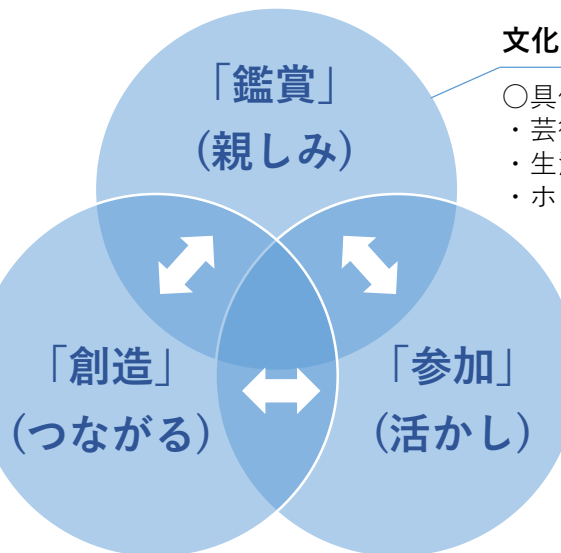 「鑑賞」
(親しみ)
文化
○具
・芸
・生
・ホ
「創造」
(つながる)
「参加」
(活かし)